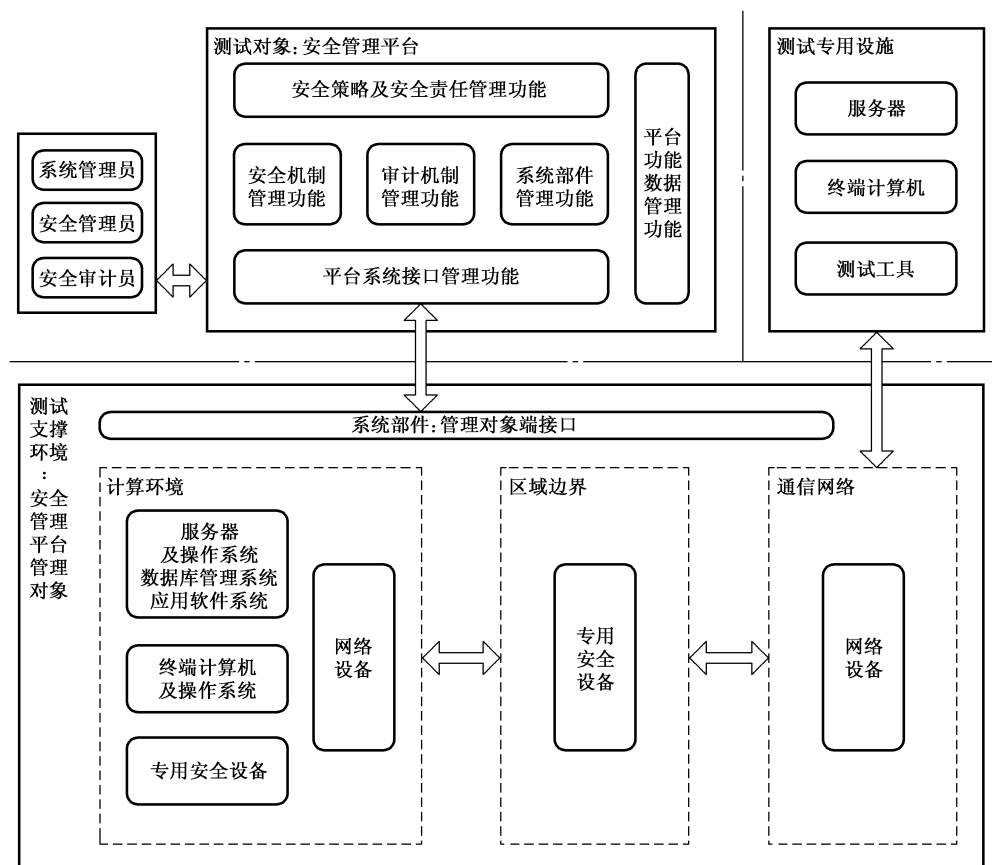 测试对象:安全管理平台
安全策略及安全责任管理功能
安全机制
管理功能
审计机制
管理功能
系统部件
管理功能
平台系统接口管理功能
平台
功能
数据
管理
功能
系统管理员
安全管理员
安全审计员
测试专用设施
服务器
终端计算机
测试工具
测试
支撑
环境
:
安全
管理
平台
管理
对象
系统部件:管理对象端接口
计算环境
服务器
及操作系统
数据库管理系统
应用软件系统
终端计算机
及操作系统
专用安全设备
网络
设备
区域边界
专用
安全
设备
通信网络
网络
设备